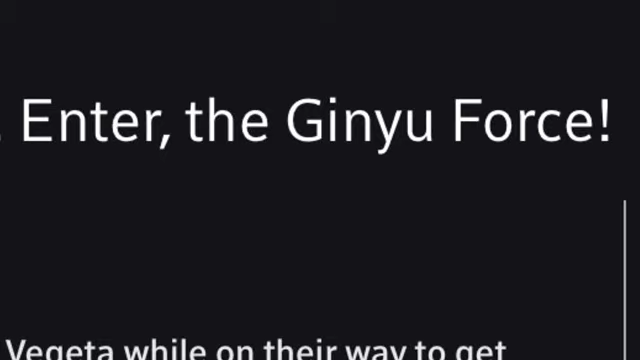 . Enter, the Ginyu Force!
Vegeta while on their way to get